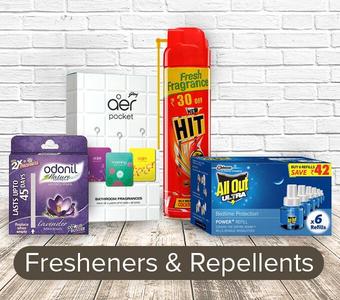 Godrej
aer
pocket
BATHROOM FRAGRANCES
Fresh
Fragrance
₹ 30 OFF
HIT
odonil
Nature
LASTS UPTO
45 DAYS
Lavender
BUY 6 REFILLS
SAVE ₹42
All Out
ULTRA
Bedtime Protection
POWER+ REFILL
x6
Refills
Fresheners & Repellents